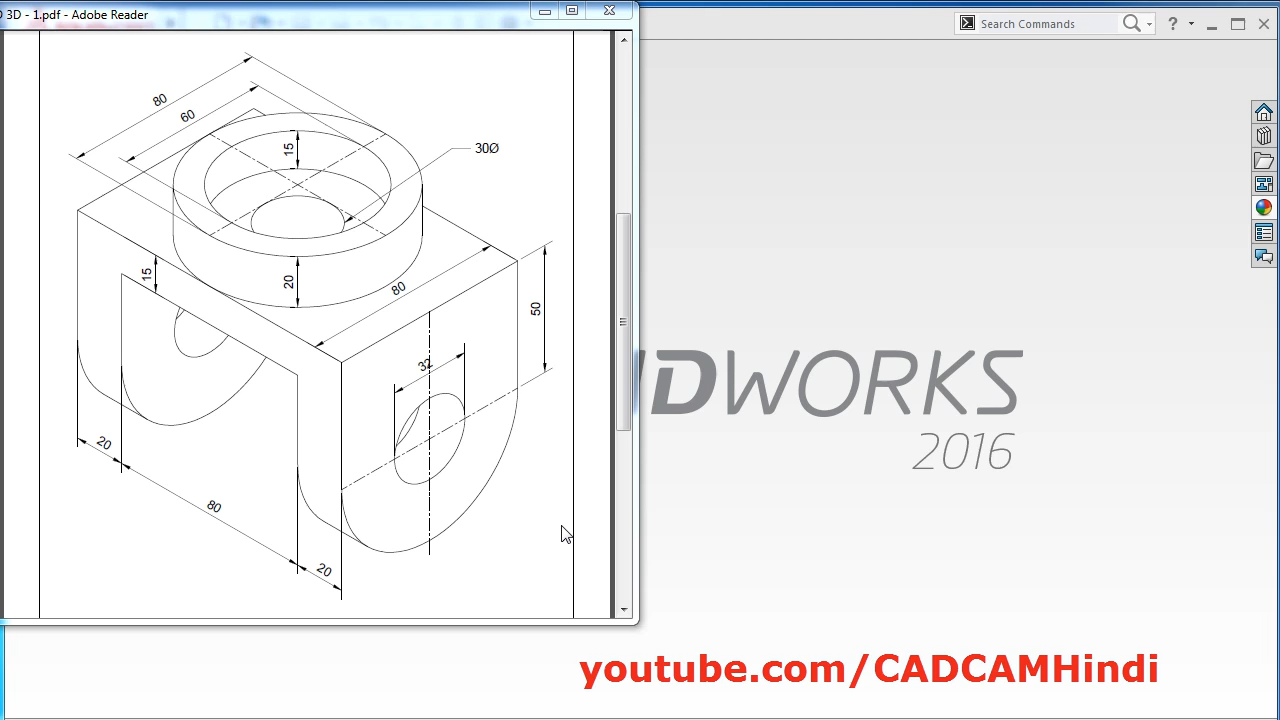 D 3D - 1.pdf - Adobe Reader
Search Commands
?
80
60
15
30Ø
15
20
80
50
32
20
80
20
DWORKS
2016
youtube.com/CADCAMHindi